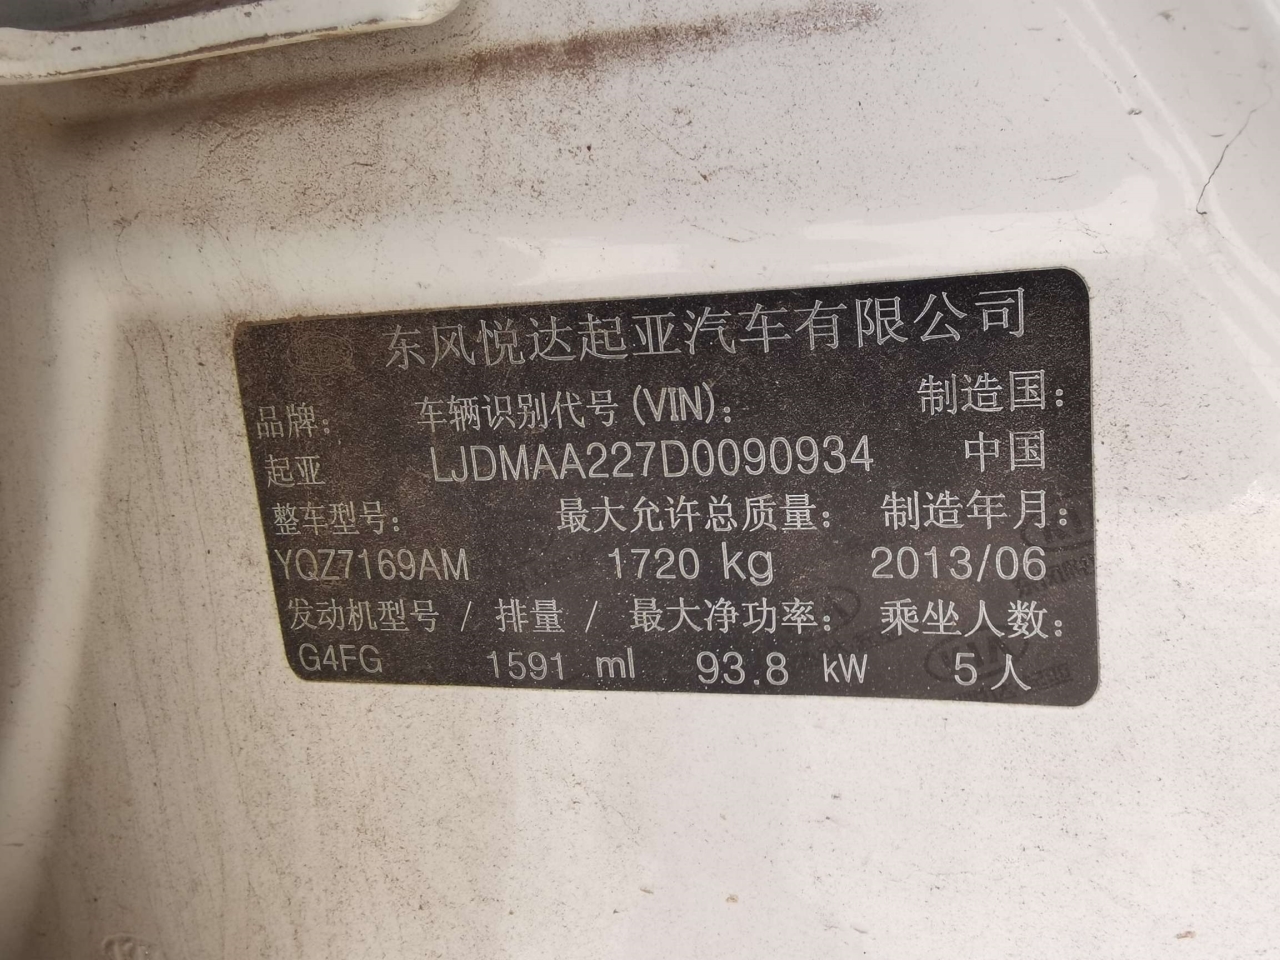 东风悦达起亚汽车有限公司
品牌: 车辆识别代号(VIN): 制造国:
起亚 LJDMAA227D0090934 中国
整车型号: 最大允许总质量: 制造年月:
YQZ7169AM 1720 kg 2013/06
发动机型号 / 排量 / 最大净功率: 乘坐人数:
G4FG 1591 ml 93.8 kW 5人